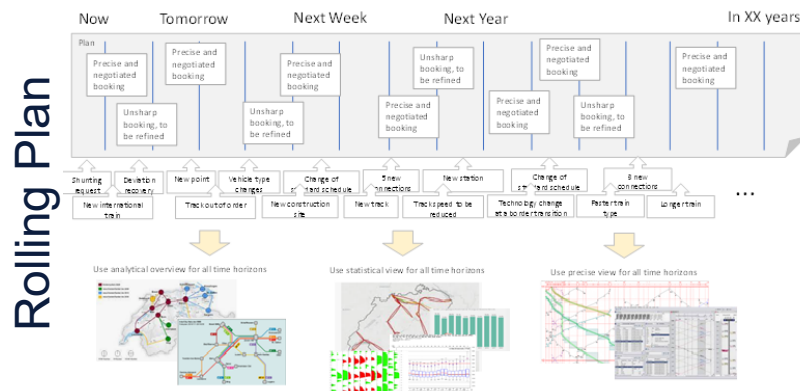 Now
Tomorrow
Next Week
Next Year
In XX years
Rolling Plan
Plan
Precise and
negotiated
booking
Unsharp
booking, to
be refined
Precise and
negotiated
booking
Unsharp
booking, to
be refined
Precise and
negotiated
booking
Precise and
negotiated
booking
Unsharp
booking, to
be refined
Precise and
negotiated
booking
Precise and
negotiated
booking
Unsharp
booking, to
be refined
Precise and
negotiated
booking
Shunting
request
Deviation
recovery
New point
Vehicle type
changes
Change of
standard schedule
5 new
connections
New station
Change of
standard schedule
8 new
connections
New international
train
Track out of order
New construction
site
New track
Track speed to be
reduced
Technology change
at a border transition
Faster train
type
Longer train
...
Use analytical overview for all time horizons
Use statistical view for all time horizons
Use precise view for all time horizons